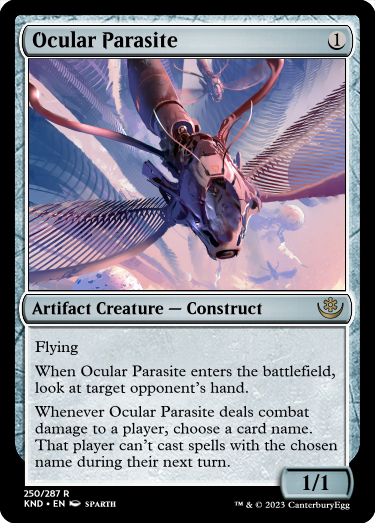 Ocular Parasite 1
Artifact Creature — Construct
Flying
When Ocular Parasite enters the battlefield,
look at target opponent's hand.
Whenever Ocular Parasite deals combat
damage to a player, choose a card name.
That player can't cast spells with the chosen
name during their next turn.
1/1
250/287 R
KND • EN SPARTH
™ & © 2023 CanterburyEgg